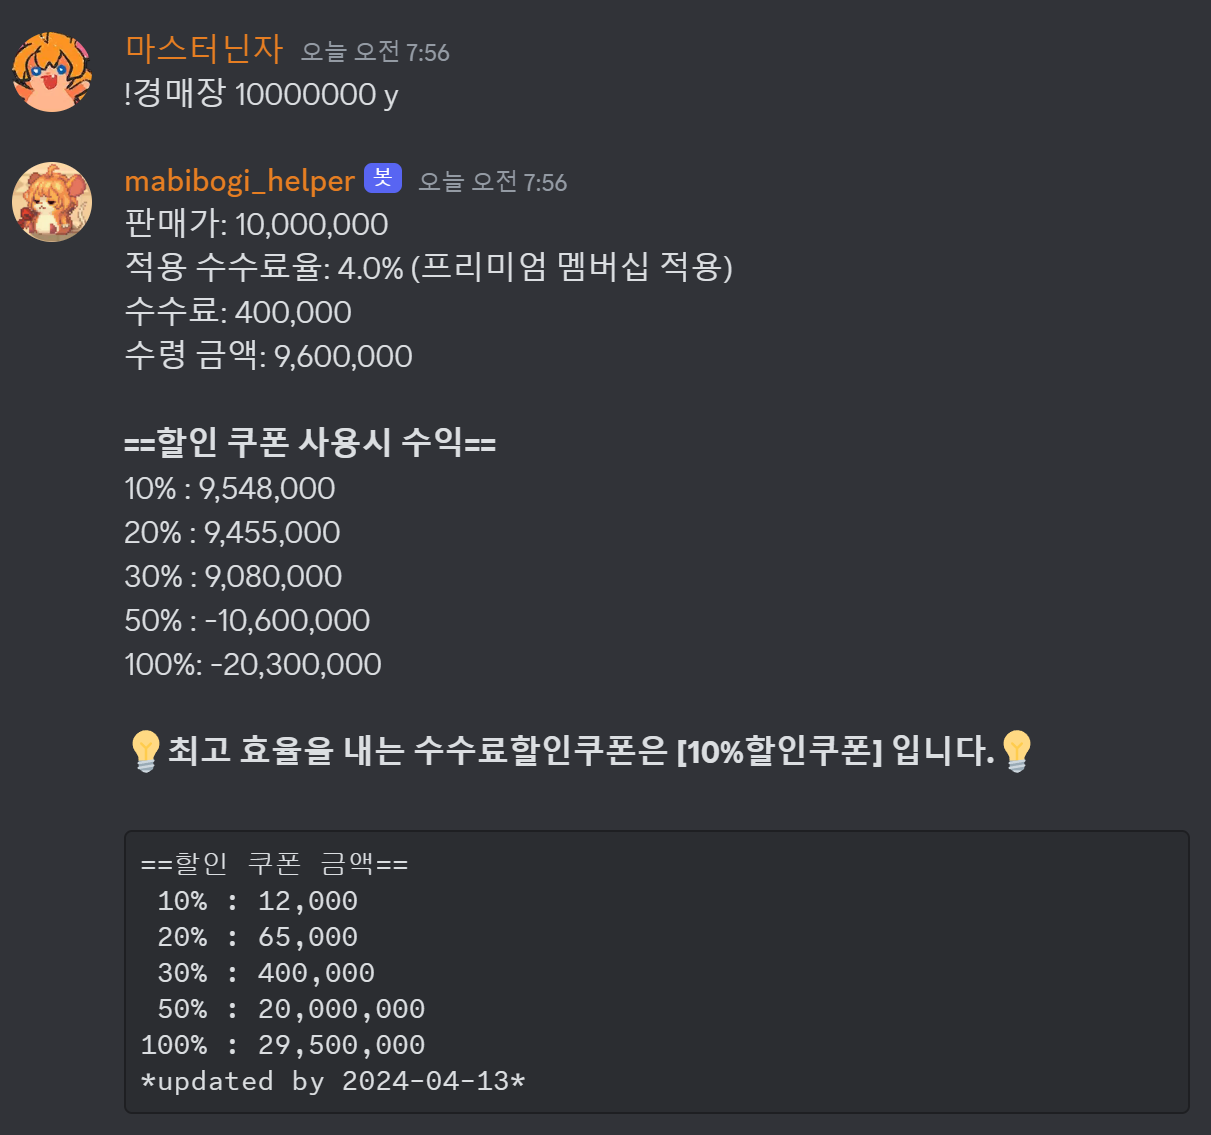 마스터닌자 오늘 오전 7:56
!경매장 10000000 y
mabibogi_helper 봇 오늘 오전 7:56
판매가: 10,000,000
적용 수수료율: 4.0% (프리미엄 멤버십 적용)
수수료: 400,000
수령 금액: 9,600,000
==할인 쿠폰 사용시 수익==
10% : 9,548,000
20% : 9,455,000
30% : 9,080,000
50% : -10,600,000
100%: -20,300,000
💡최고 효율을 내는 수수료할인쿠폰은 [10%할인쿠폰] 입니다.💡
==할인 쿠폰 금액==
10% : 12,000
20% : 65,000
30% : 400,000
50% : 20,000,000
100% : 29,500,000
*updated by 2024-04-13*